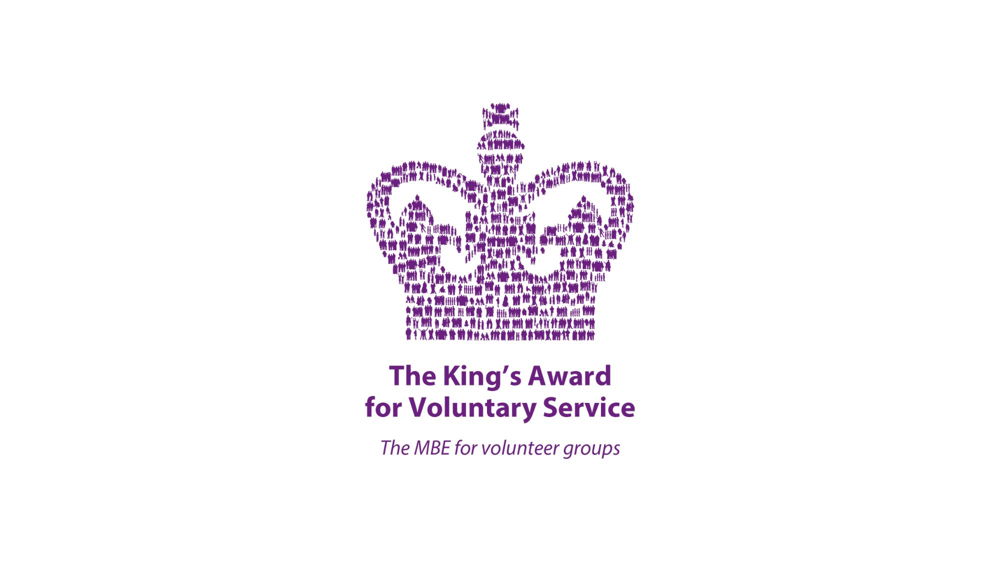 The King’s Award
for Voluntary Service
The MBE for volunteer groups